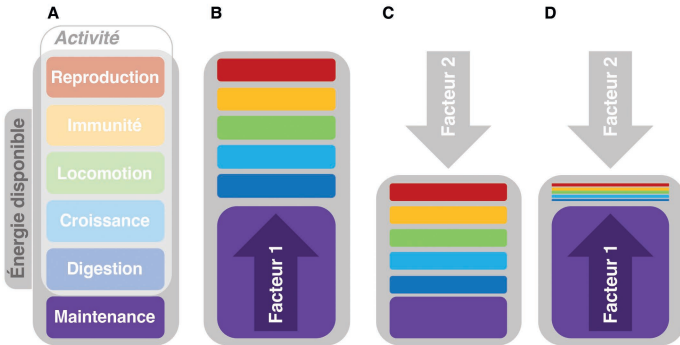 A
B
C
D
Activité
Énergie disponible
Reproduction
Immunité
Locomotion
Croissance
Digestion
Maintenance
Facteur 1
Facteur 2
Facteur 2
Facteur 1